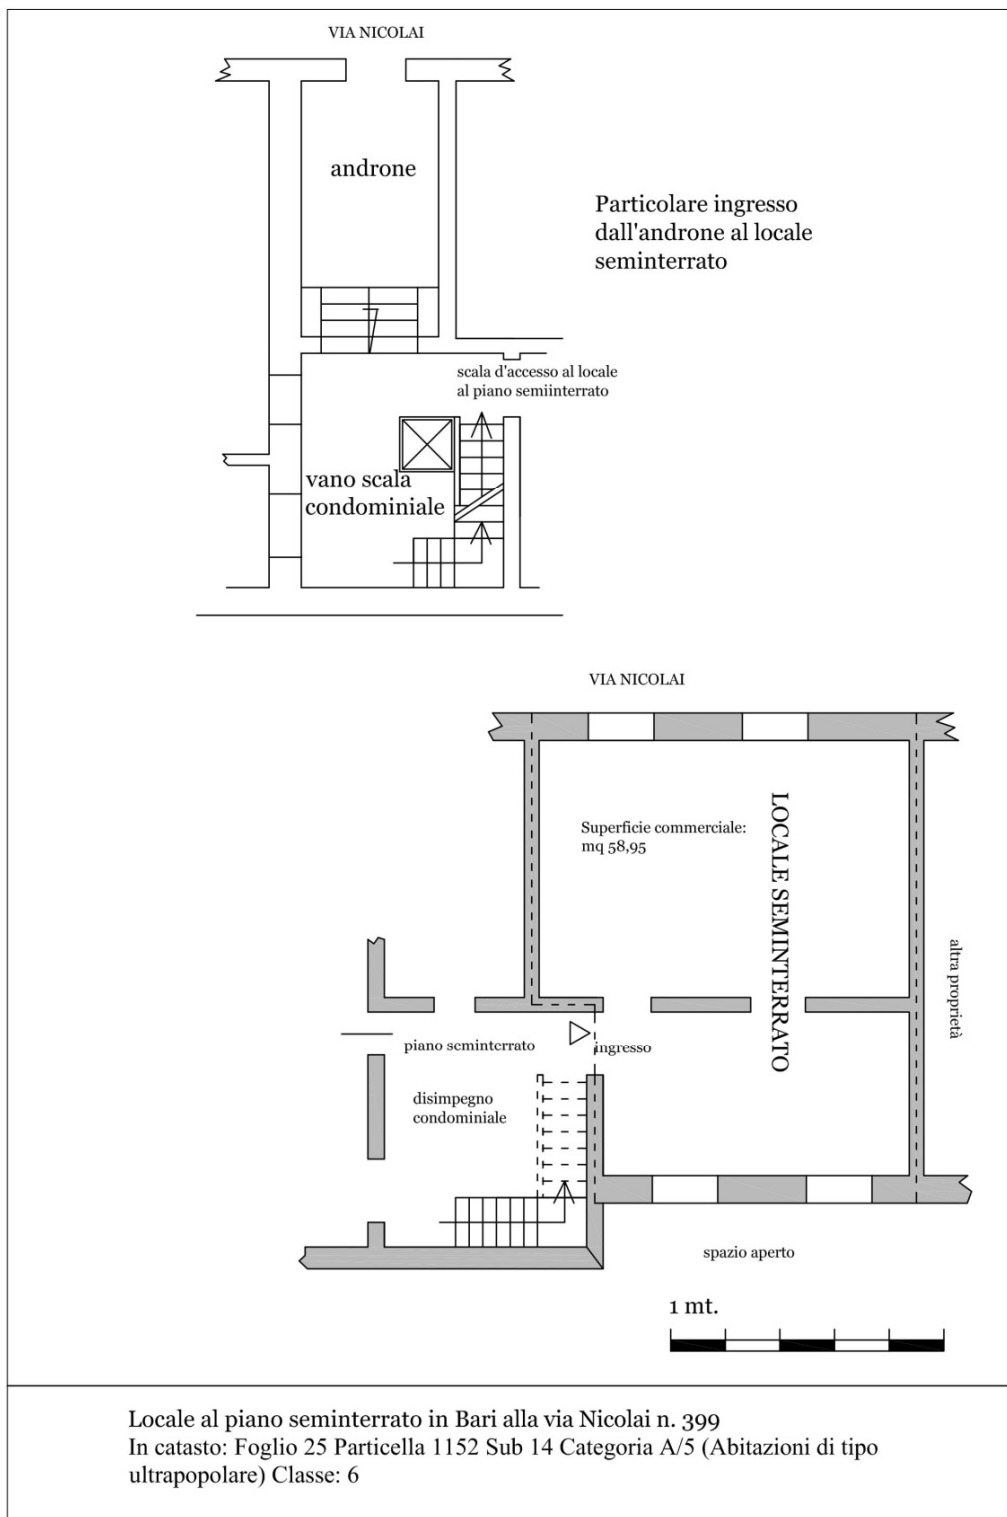 VIA NICOLAI
androne
Particolare ingresso
dall'androne al locale
seminterrato
scala d'accesso al locale
al piano semiinterrato
vano scala
condominiale
VIA NICOLAI
Superficie commerciale:
mq 58,95
LOCALE SEMINTERRATO
altra proprietà
piano seminterrato
ingresso
disimpegno
condominiale
spazio aperto
1 mt.
Locale al piano seminterrato in Bari alla via Nicolai n. 399
In catasto: Foglio 25 Particella 1152 Sub 14 Categoria A/5 (Abitazioni di tipo
ultrapopolare) Classe: 6